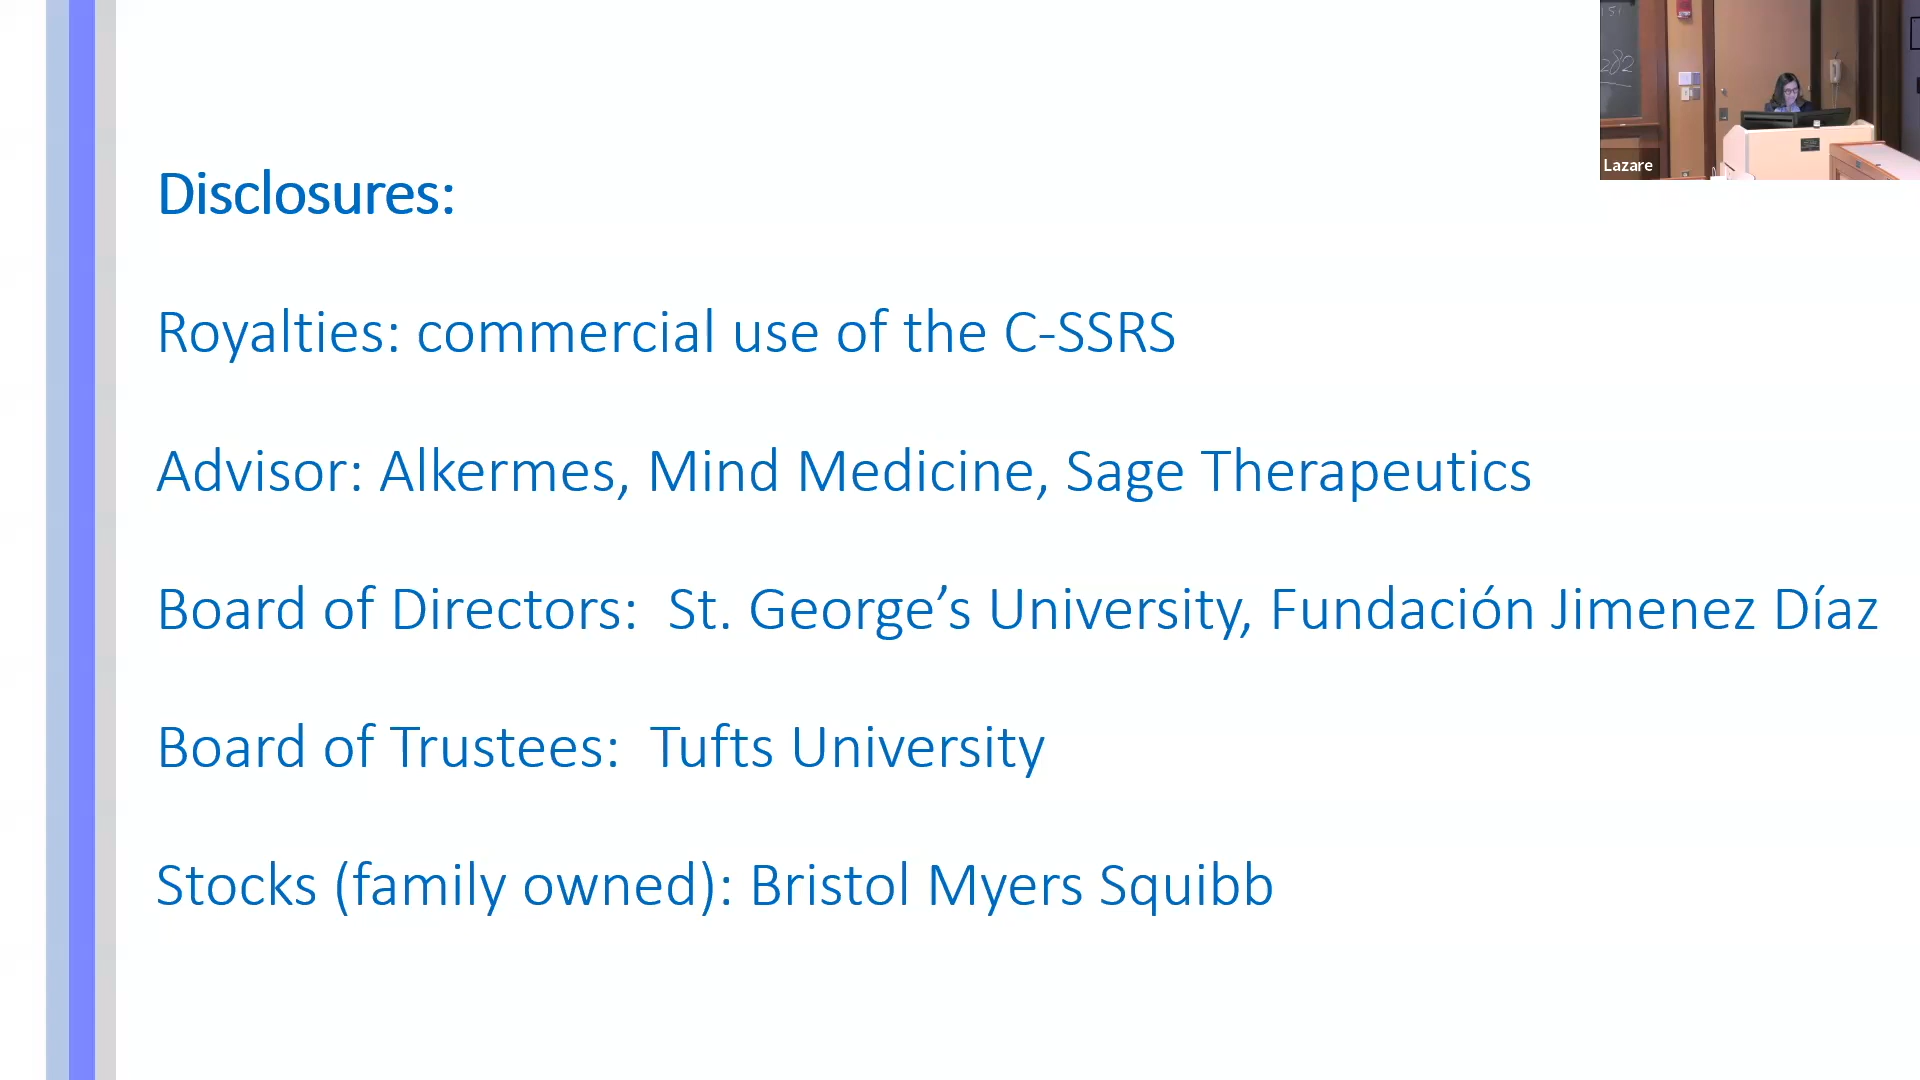 Disclosures:
Royalties: commercial use of the C-SSRS
Advisor: Alkermes, Mind Medicine, Sage Therapeutics
Board of Directors:  St. George’s University, Fundación Jimenez Díaz
Board of Trustees:  Tufts University
Stocks (family owned): Bristol Myers Squibb
Lazare